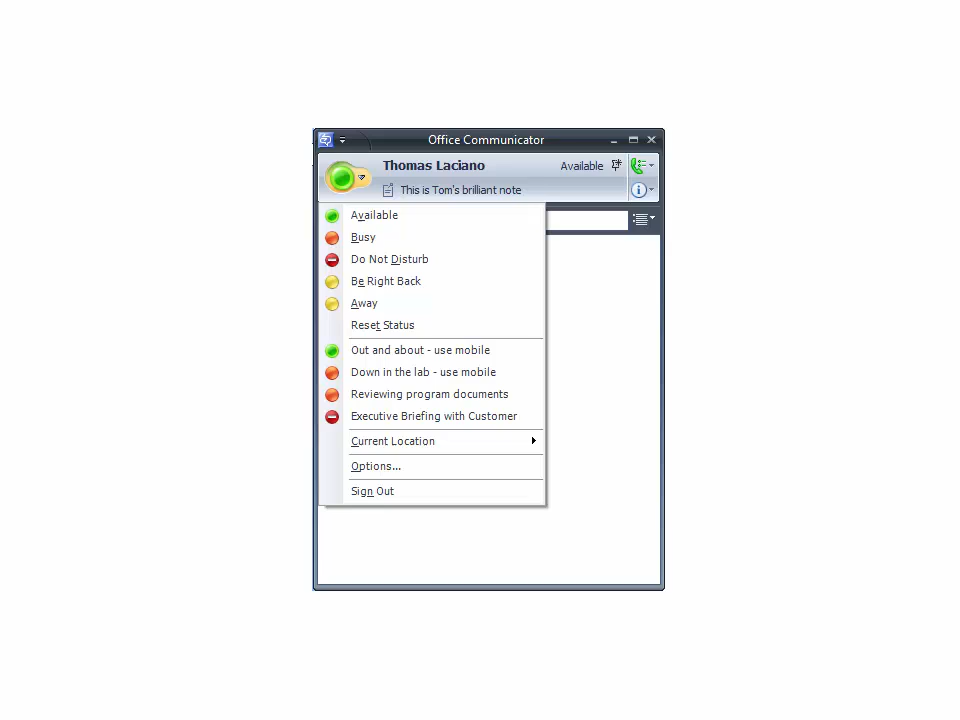 Office Communicator
Thomas Laciano Available
This is Tom's brilliant note
Available
Busy
Do Not Disturb
Be Right Back
Away
Reset Status
Out and about - use mobile
Down in the lab - use mobile
Reviewing program documents
Executive Briefing with Customer
Current Location
Options...
Sign Out